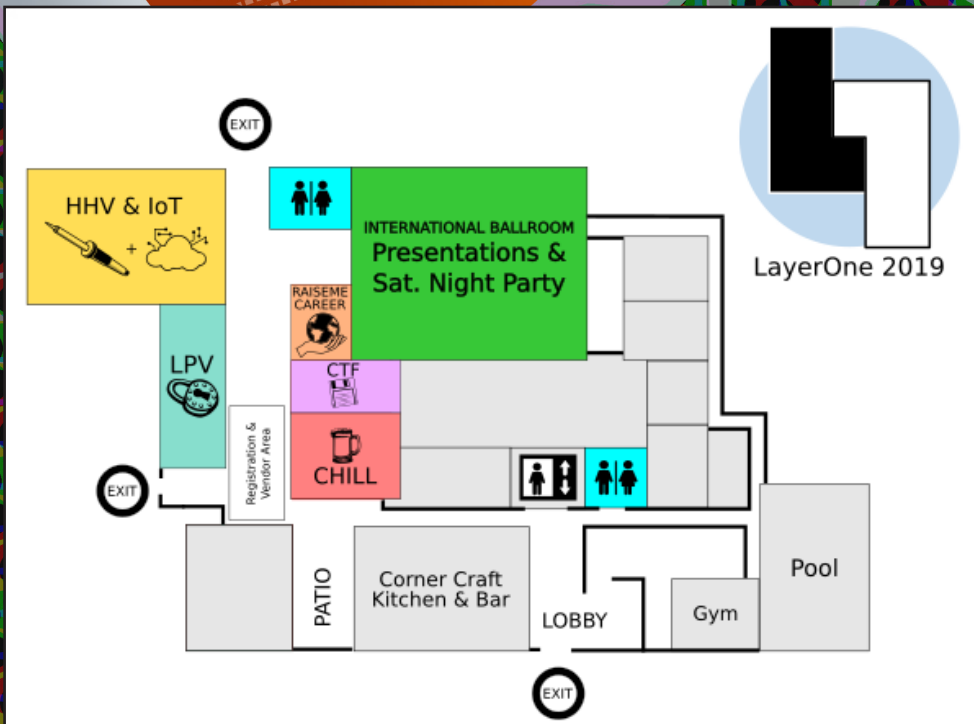 EXIT
LayerOne 2019
HHV & IoT
+
INTERNATIONAL BALLROOM
Presentations &
Sat. Night Party
RAISEME
CAREER
LPV
CTF
Registration &
Vendor Area
CHILL
EXIT
PATIO
Corner Craft
Kitchen & Bar
LOBBY
Gym
Pool
EXIT